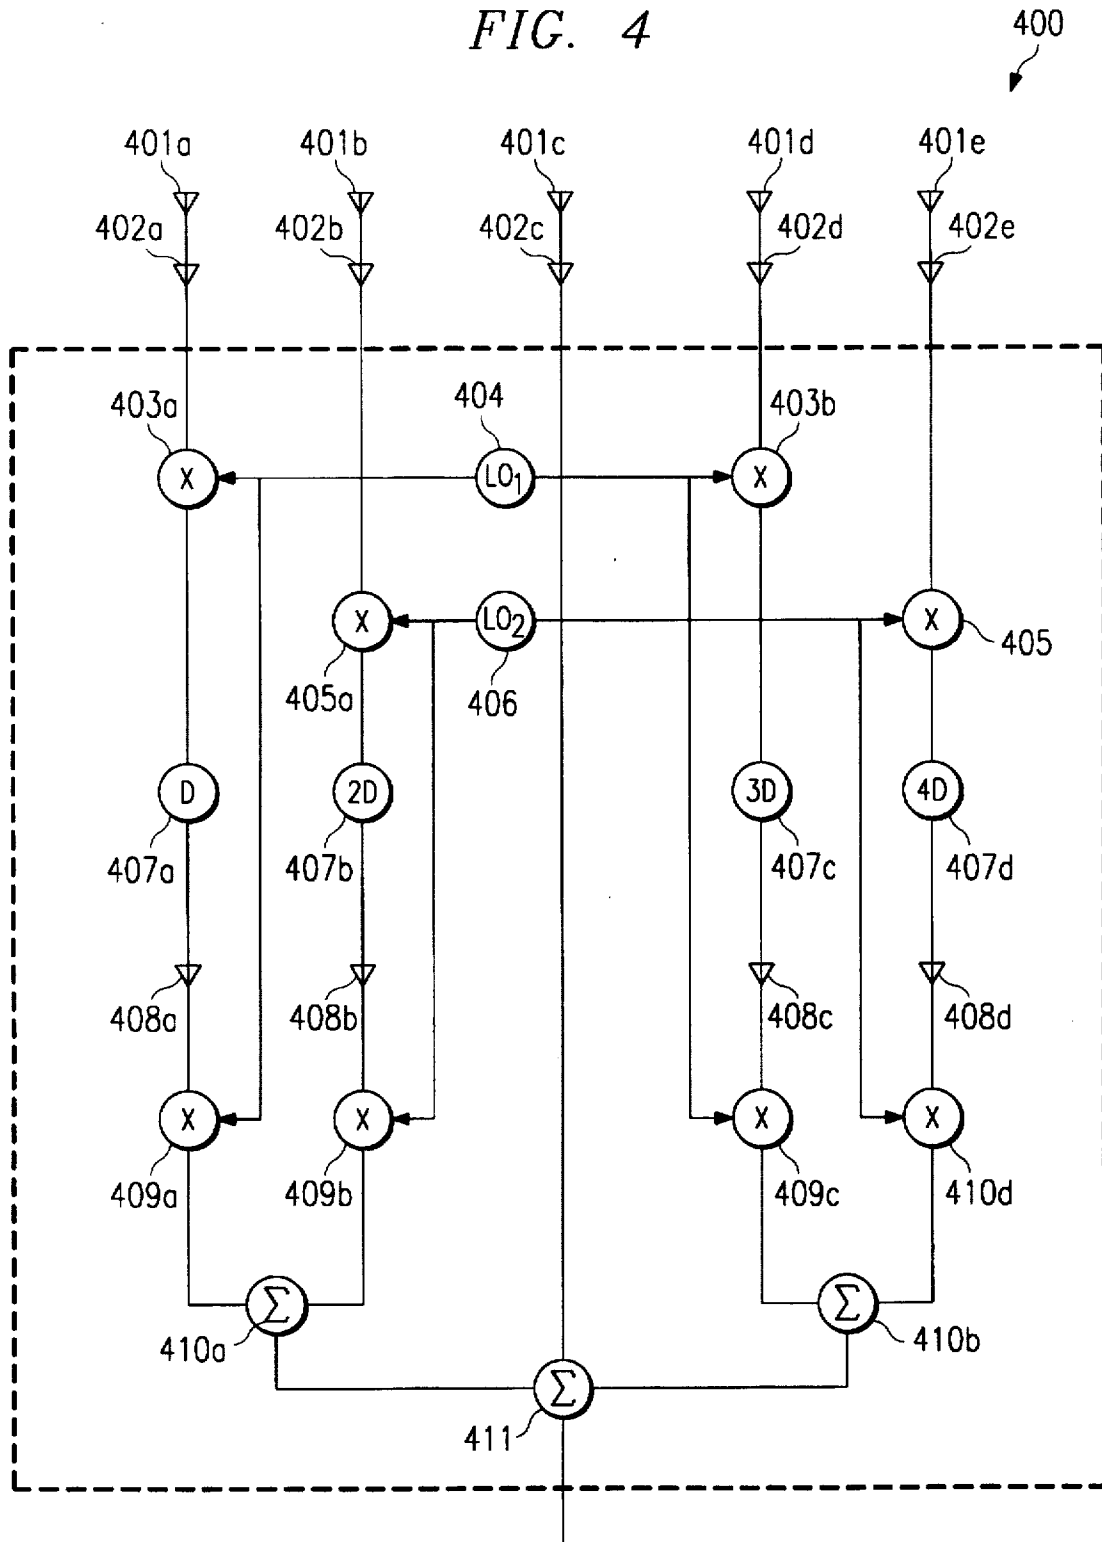 FIG. 4
400
401a 401b 401c 401d 401e
402a 402b 402c 402d 402e
403a 404 403b
X LO1 X
X LO2 X
405a 406 405
D 2D 3D 4D
407a 407b 407c 407d
408a 408b 408c 408d
X X X X
409a 409b 409c 410d
Σ Σ
410a 410b
Σ
411